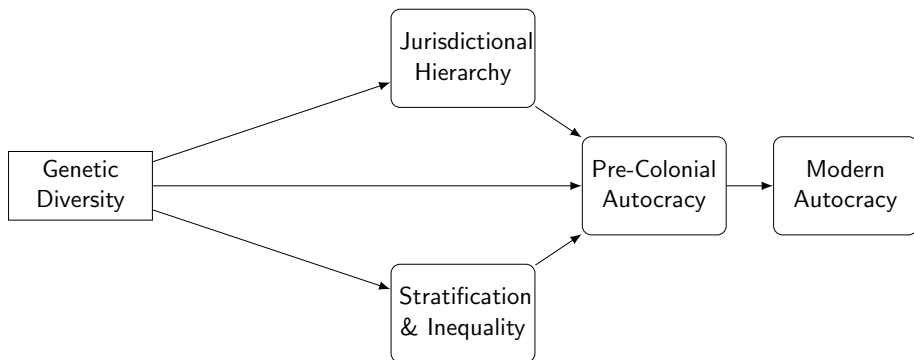 Jurisdictional
Hierarchy
Genetic
Diversity
Pre-Colonial
Autocracy
Modern
Autocracy
Stratification
& Inequality